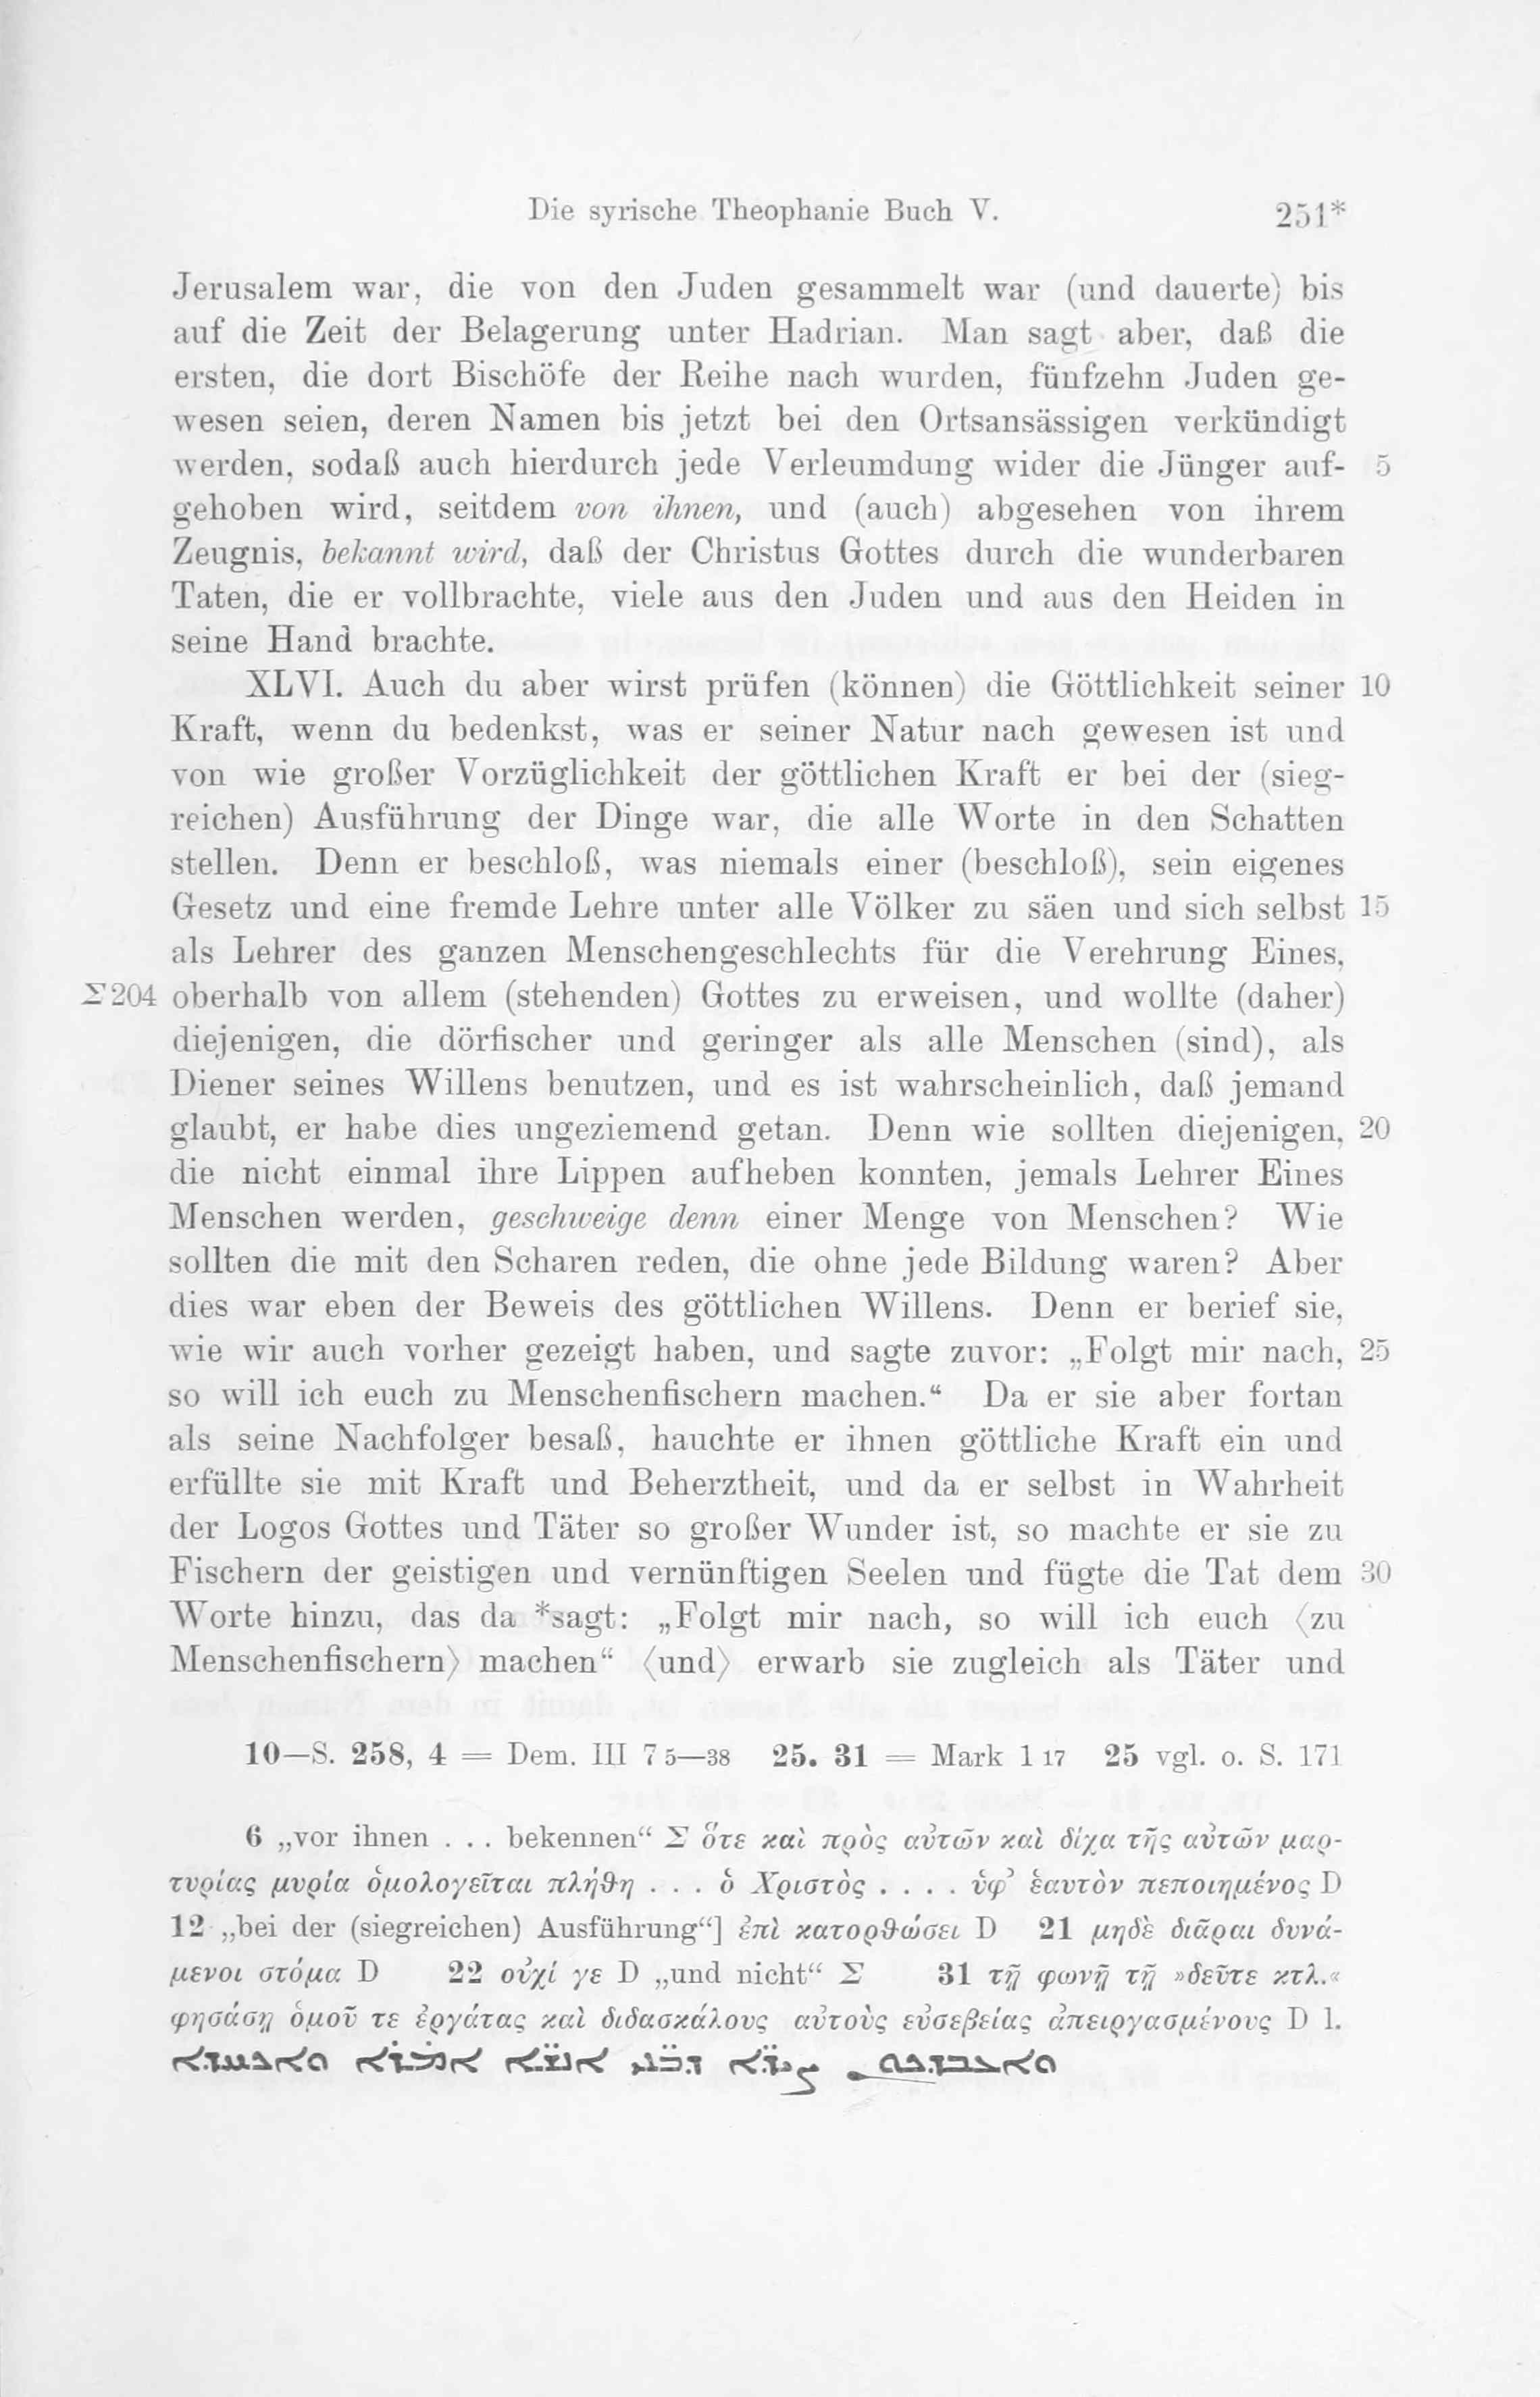 Die syrische Theophanie Buch V. 251*
Jerusalem war, die von den Juden gesammelt war (und dauerte) bis
auf die Zeit der Belagerung unter Hadrian. Man sagt aber, daß die
ersten, die dort Bischöfe der Reihe nach wurden, fünfzehn Juden ge-
wesen seien, deren Namen bis jetzt bei den Ortsansässigen verkündigt
werden, sodaß auch hierdurch jede Verleumdung wider die Jünger auf- 5
gehoben wird, seitdem von ihnen, und (auch) abgesehen von ihrem
Zeugnis, bekannt wird, daß der Christus Gottes durch die wunderbaren
Taten, die er vollbrachte, viele aus den Juden und aus den Heiden in
seine Hand brachte.
XLVI. Auch du aber wirst prüfen (können) die Göttlichkeit seiner 10
Kraft, wenn du bedenkst, was er seiner Natur nach gewesen ist und
von wie großer Vorzüglichkeit der göttlichen Kraft er bei der (sieg-
reichen) Ausführung der Dinge war, die alle Worte in den Schatten
stellen. Denn er beschloß, was niemals einer (beschloß), sein eigenes
Gesetz und eine fremde Lehre unter alle Völker zu säen und sich selbst 15
als Lehrer des ganzen Menschengeschlechts für die Verehrung Eines,
Σ204 oberhalb von allem (stehenden) Gottes zu erweisen, und wollte (daher)
diejenigen, die dörfischer und geringer als alle Menschen (sind), als
Diener seines Willens benutzen, und es ist wahrscheinlich, daß jemand
glaubt, er habe dies ungeziemend getan. Denn wie sollten diejenigen, 20
die nicht einmal ihre Lippen aufheben konnten, jemals Lehrer Eines
Menschen werden, geschweige denn einer Menge von Menschen? Wie
sollten die mit den Scharen reden, die ohne jede Bildung waren? Aber
dies war eben der Beweis des göttlichen Willens. Denn er berief sie,
wie wir auch vorher gezeigt haben, und sagte zuvor: „Folgt mir nach, 25
so will ich euch zu Menschenfischern machen.“ Da er sie aber fortan
als seine Nachfolger besaß, hauchte er ihnen göttliche Kraft ein und
erfüllte sie mit Kraft und Beherztheit, und da er selbst in Wahrheit
der Logos Gottes und Täter so großer Wunder ist, so machte er sie zu
Fischern der geistigen und vernünftigen Seelen und fügte die Tat dem 30
Worte hinzu, das da *sagt: „Folgt mir nach, so will ich euch ⟨zu
Menschenfischern⟩ machen“ ⟨und⟩ erwarb sie zugleich als Täter und
10—S. 258, 4 = Dem. III 7 5—38 25. 31 = Mark 1 17 25 vgl. o. S. 171
6 „vor ihnen . . . bekennen“ Σ ὅτε καὶ πρὸς αὐτῶν καὶ δίχα τῆς αὐτῶν μαρ-
τυρίας μυρία ὁμολογεῖται πλήθη . . . ὁ Χριστὸς . . . . ὑφ’ ἑαυτὸν πεποιημένος D
12 „bei der (siegreichen) Ausführung“] ἐπὶ κατορθώσει D 21 μηδὲ διᾶραι δυνά-
μενοι στόμα D 22 οὐχί γε D „und nicht“ Σ 31 τῇ φωνῇ τῇ »δεῦτε κτλ.«
φησάσῃ ὁμοῦ τε ἐργάτας καὶ διδασκάλους αὐτοὺς εὐσεβείας ἀπειργασμένους D l.